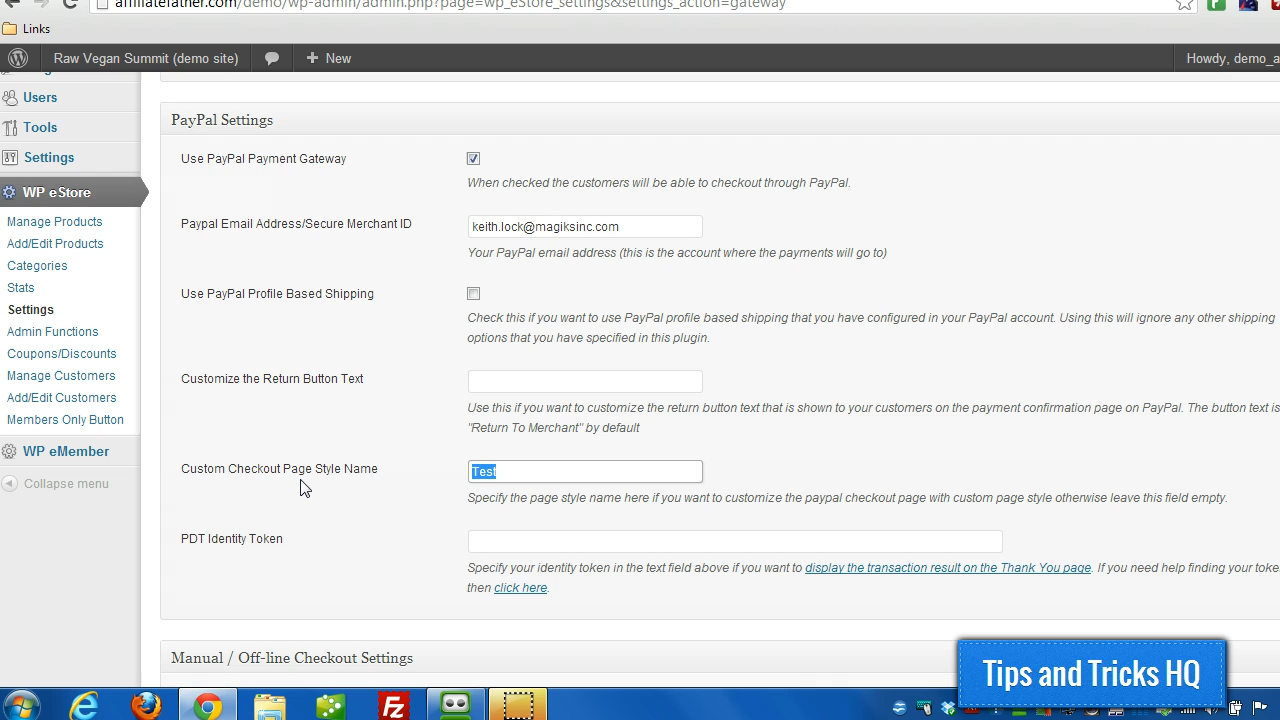 affiliatefather.com/demo/wp-admin/admin.php?page=wp_eStore_settings&settings_action=gateway
Links
Raw Vegan Summit (demo site)
New
Howdy, demo_a
Users
Tools
Settings
WP eStore
Manage Products
Add/Edit Products
Categories
Stats
Settings
Admin Functions
Coupons/Discounts
Manage Customers
Add/Edit Customers
Members Only Button
WP eMember
Collapse menu
PayPal Settings
Use PayPal Payment Gateway
When checked the customers will be able to checkout through PayPal.
Paypal Email Address/Secure Merchant ID
keith.lock@magiksinc.com
Your PayPal email address (this is the account where the payments will go to)
Use PayPal Profile Based Shipping
Check this if you want to use PayPal profile based shipping that you have configured in your PayPal account. Using this will ignore any other shipping
options that you have specified in this plugin.
Customize the Return Button Text
Use this if you want to customize the return button text that is shown to your customers on the payment confirmation page on PayPal. The button text is
"Return To Merchant" by default
Custom Checkout Page Style Name
Test
Specify the page style name here if you want to customize the paypal checkout page with custom page style otherwise leave this field empty.
PDT Identity Token
Specify your identity token in the text field above if you want to display the transaction result on the Thank You page. If you need help finding your toke
then click here.
Manual / Off-line Checkout Settings
Tips and Tricks HQ